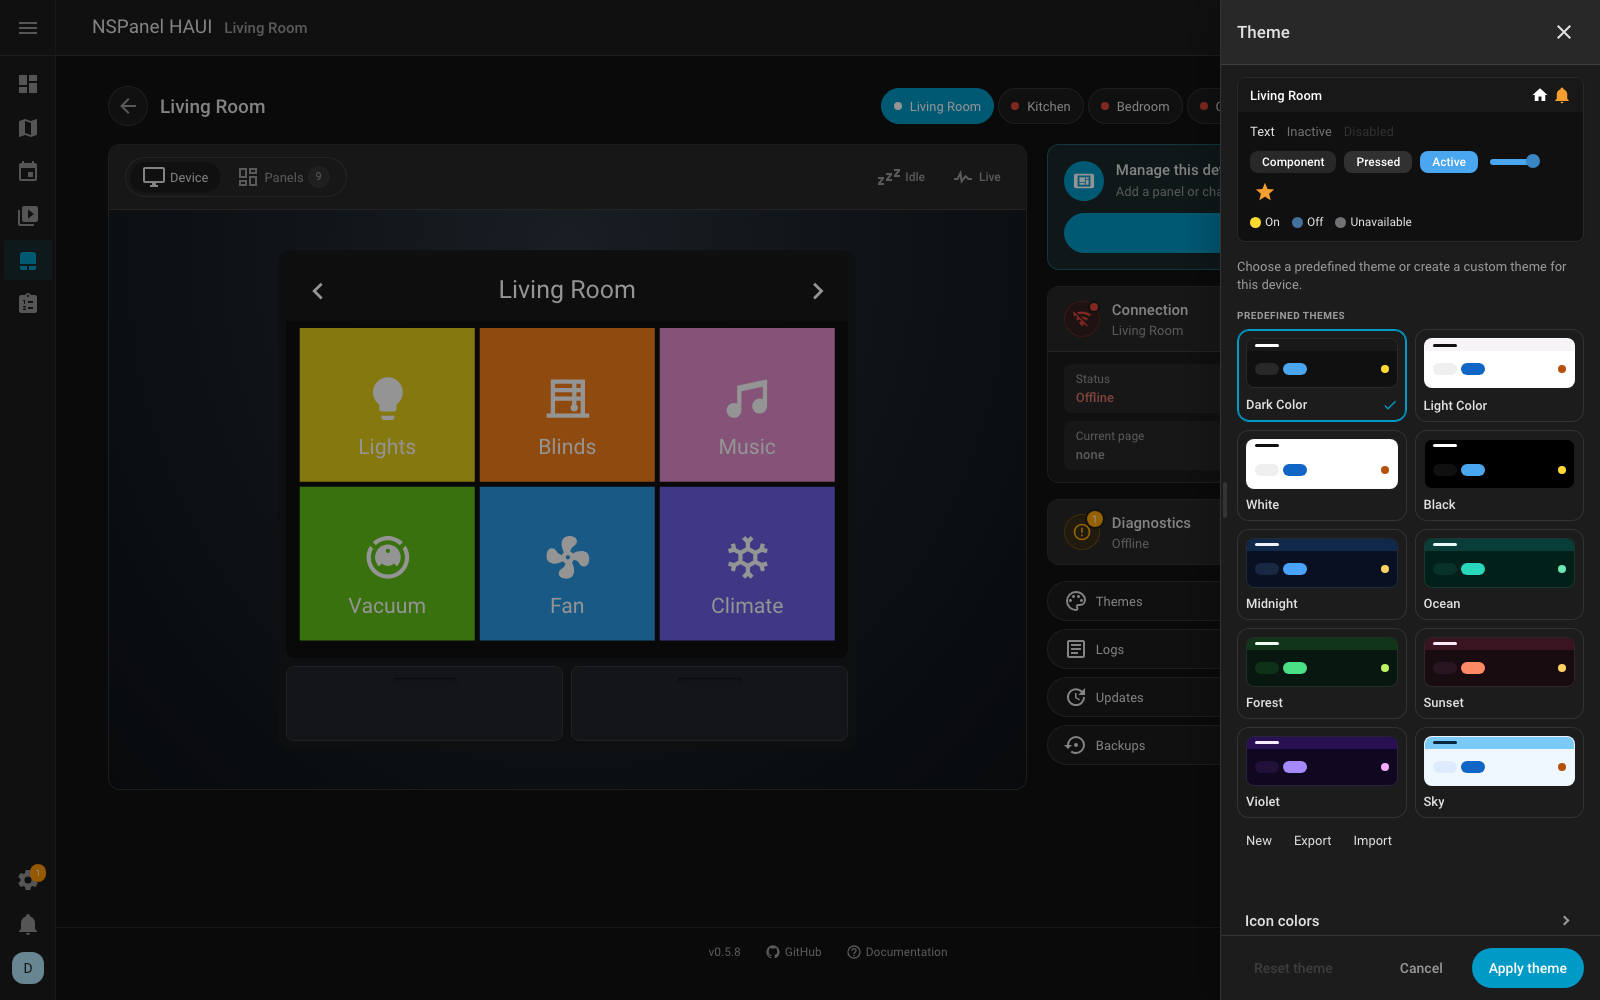 NSPanel HAUI Living Room
Living Room
Living Room Kitchen Bedroom
Device Panels 9
zzz Idle Live
Living Room
Lights Blinds Music
Vacuum Fan Climate
Manage this de
Add a panel or cha
Connection
Living Room
Status
Offline
Current page
none
1
Diagnostics
Offline
Themes
Logs
Updates
Backups
1
D
v0.5.8 GitHub Documentation
Theme
Living Room
Text Inactive Disabled
Component Pressed Active
On Off Unavailable
Choose a predefined theme or create a custom theme for
this device.
PREDEFINED THEMES
Dark Color Light Color
White Black
Midnight Ocean
Forest Sunset
Violet Sky
New Export Import
Icon colors
Reset theme Cancel Apply theme